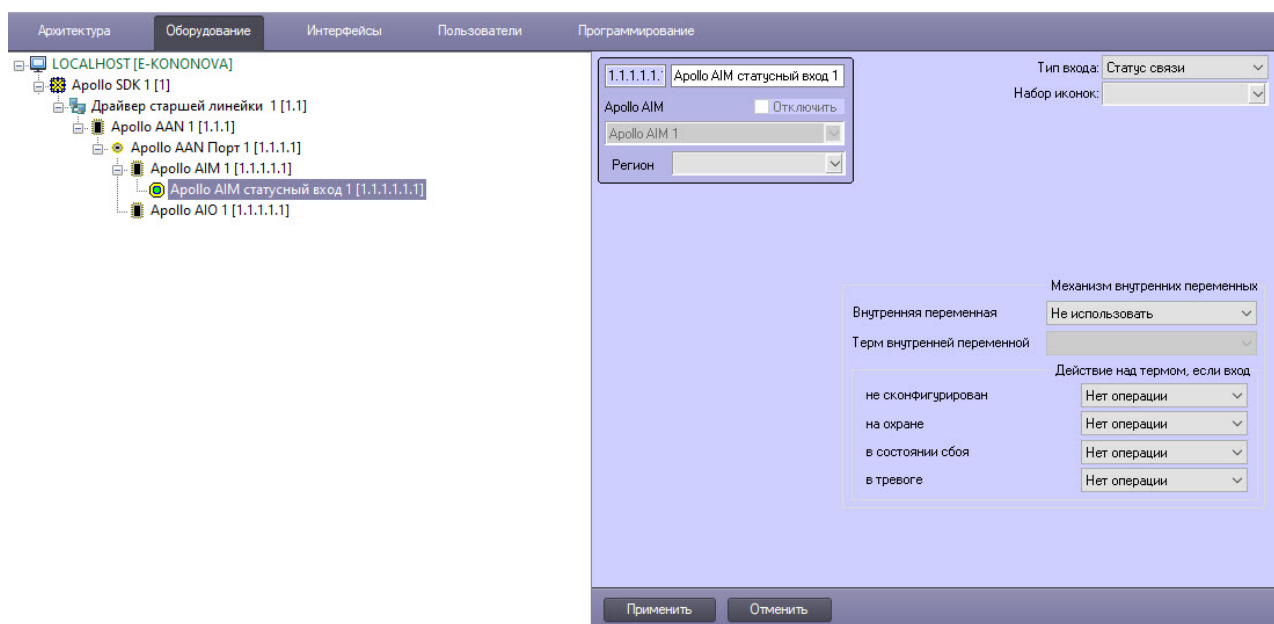 Архитектура Оборудование Интерфейсы Пользователи Программирование
LOCALHOST [E-KONONOVA]
Apollo SDK 1 [1]
Драйвер старшей линейки 1 [1.1]
Apollo AAN 1 [1.1.1]
Apollo AAN Порт 1 [1.1.1.1]
Apollo AIM 1 [1.1.1.1.1]
Apollo AIM статусный вход 1 [1.1.1.1.1.1]
Apollo AIO 1 [1.1.1.1.1]
1.1.1.1.1. Apollo AIM статусный вход 1
Apollo AIM Отключить
Apollo AIM 1
Регион
Тип входа: Статус связи
Набор иконок:
Механизм внутренних переменных
Внутренняя переменная Не использовать
Терм внутренней переменной
Действие над термом, если вход
не сконфигурирован Нет операции
на охране Нет операции
в состоянии сбоя Нет операции
в тревоге Нет операции
Применить Отменить